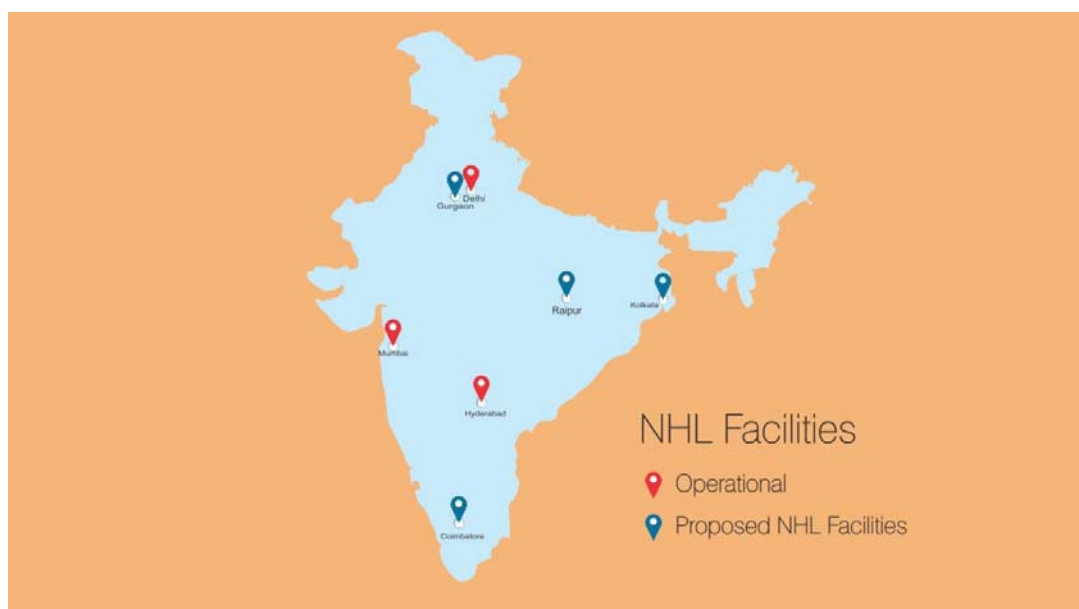 Delhi
Gurgaon
Raipur
Kolkata
Mumbai
Hyderabad
Coimbatore
NHL Facilities
Operational
Proposed NHL Facilities